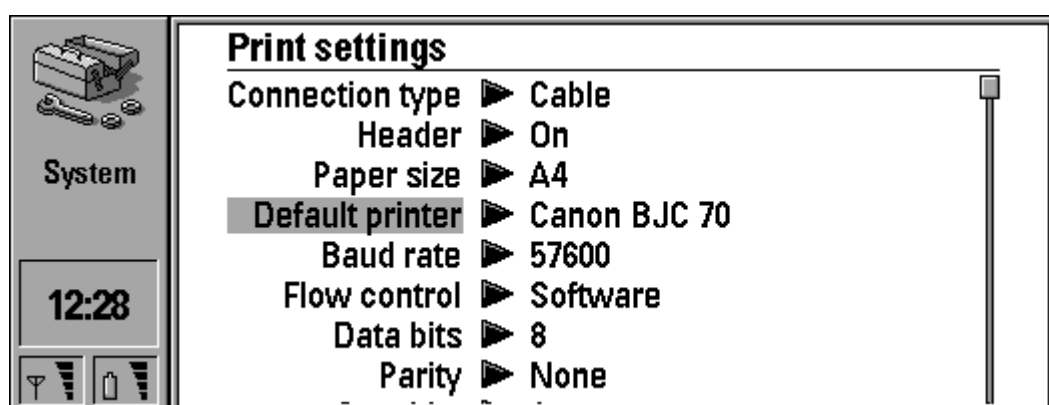 System
12:28
Print settings
Connection type Cable
Header On
Paper size A4
Default printer Canon BJC 70
Baud rate 57600
Flow control Software
Data bits 8
Parity None